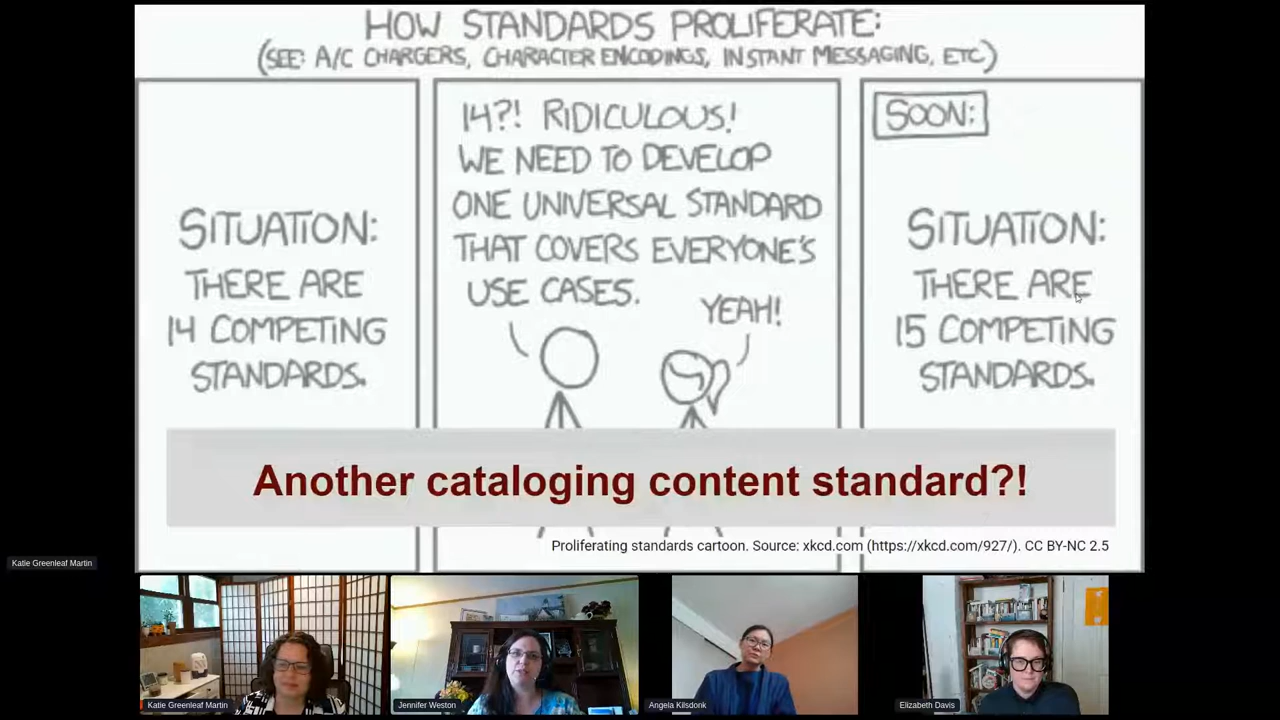 HOW STANDARDS PROLIFERATE:
(SEE: A/C CHARGERS, CHARACTER ENCODINGS, INSTANT MESSAGING, ETC)
SITUATION:
THERE ARE
14 COMPETING
STANDARDS.
14?! RIDICULOUS!
WE NEED TO DEVELOP
ONE UNIVERSAL STANDARD
THAT COVERS EVERYONE'S
USE CASES.
YEAH!
SOON:
SITUATION:
THERE ARE
15 COMPETING
STANDARDS.
Another cataloging content standard?!
Proliferating standards cartoon. Source: xkcd.com (https://xkcd.com/927/). CC BY-NC 2.5
Katie Greenleaf Martin
Katie Greenleaf Martin
Jennifer Weston
Angela Kilsdonk
Elizabeth Davis